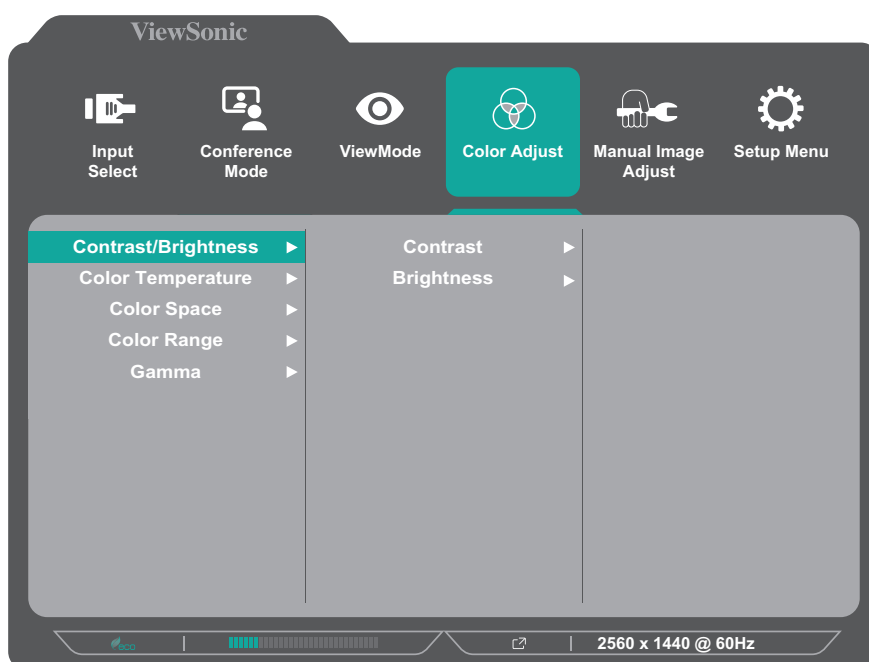 ViewSonic
Input
Select
Conference
Mode
ViewMode
Color Adjust
Manual Image
Adjust
Setup Menu
Contrast/Brightness
Color Temperature
Color Space
Color Range
Gamma
Contrast
Brightness
eco
2560 x 1440 @ 60Hz